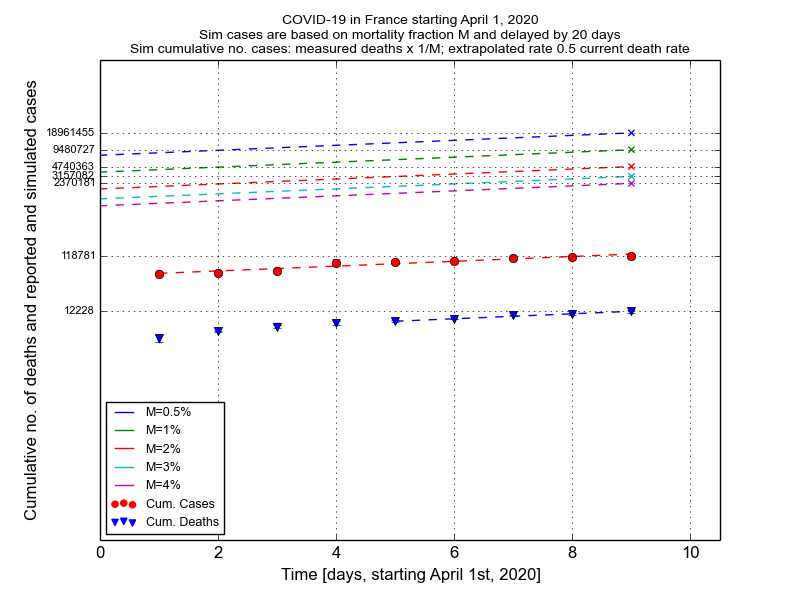 COVID-19 in France starting April 1, 2020
Sim cases are based on mortality fraction M and delayed by 20 days
Sim cumulative no. cases: measured deaths x 1/M; extrapolated rate 0.5 current death rate
Cumulative no. of deaths and reported and simulated cases
18961455
9480727
4740363
3157082
2370181
118781
12228
M=0.5%
M=1%
M=2%
M=3%
M=4%
Cum. Cases
Cum. Deaths
0 2 4 6 8 10
Time [days, starting April 1st, 2020]